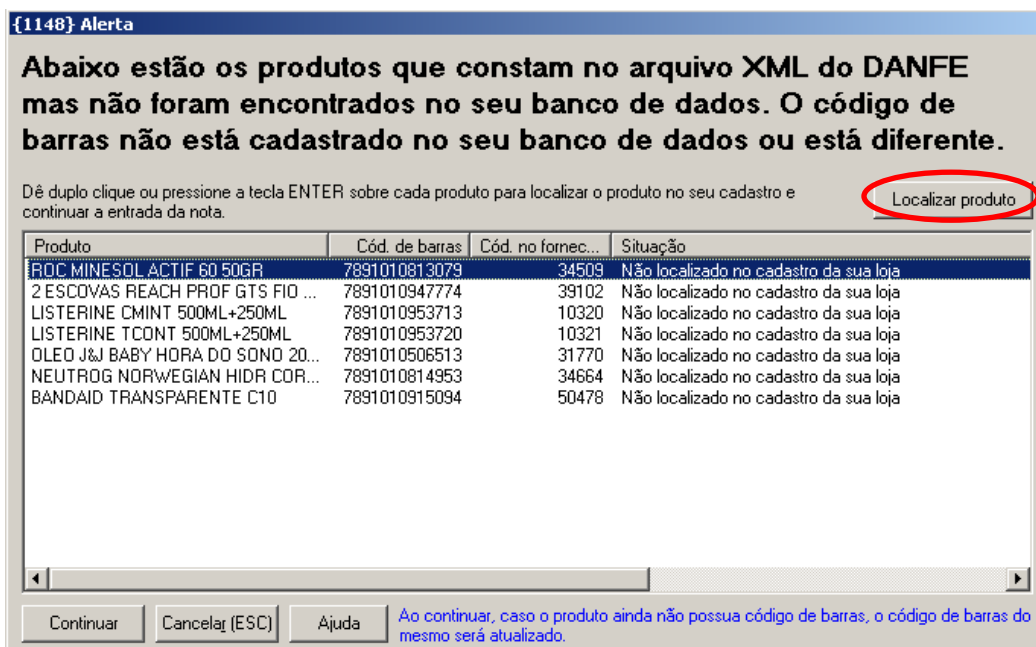 {1148} Alerta
Abaixo estão os produtos que constam no arquivo XML do DANFE
mas não foram encontrados no seu banco de dados. O código de
barras não está cadastrado no seu banco de dados ou está diferente.
Dê duplo clique ou pressione a tecla ENTER sobre cada produto para localizar o produto no seu cadastro e
continuar a entrada da nota.
Localizar produto
Produto Cód. de barras Cód. no fornec... Situação
ROC MINESOL ACTIF 60 50GR 7891010813079 34509 Não localizado no cadastro da sua loja
2 ESCOVAS REACH PROF GTS FIO ... 7891010947774 39102 Não localizado no cadastro da sua loja
LISTERINE CMINT 500ML+250ML 7891010953713 10320 Não localizado no cadastro da sua loja
LISTERINE TCONT 500ML+250ML 7891010953720 10321 Não localizado no cadastro da sua loja
OLEO J&J BABY HORA DO SONO 20... 7891010506513 31770 Não localizado no cadastro da sua loja
NEUTROG NORWEGIAN HIDR COR... 7891010814953 34664 Não localizado no cadastro da sua loja
BANDAID TRANSPARENTE C10 7891010915094 50478 Não localizado no cadastro da sua loja
Continuar Cancelar (ESC) Ajuda
Ao continuar, caso o produto ainda não possua código de barras, o código de barras do
mesmo será atualizado.